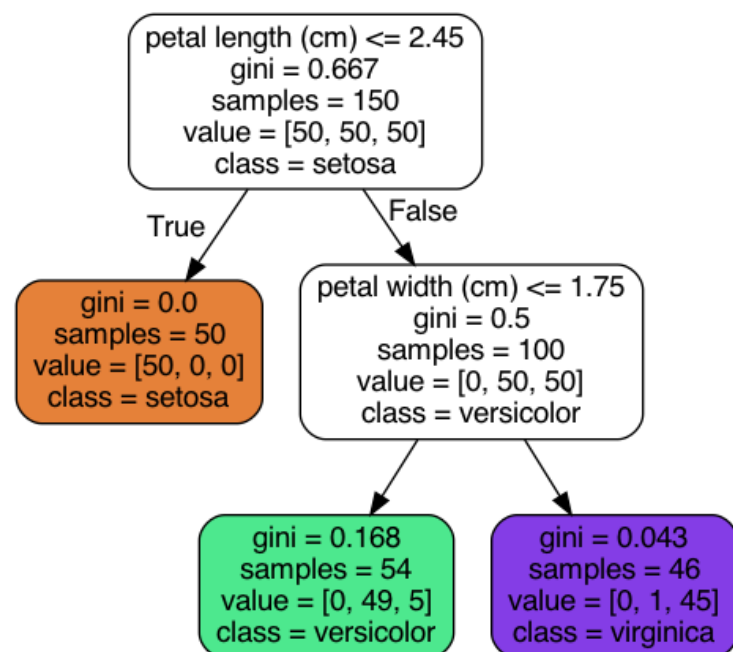 petal length (cm) <= 2.45
gini = 0.667
samples = 150
value = [50, 50, 50]
class = setosa
True
False
gini = 0.0
samples = 50
value = [50, 0, 0]
class = setosa
petal width (cm) <= 1.75
gini = 0.5
samples = 100
value = [0, 50, 50]
class = versicolor
gini = 0.168
samples = 54
value = [0, 49, 5]
class = versicolor
gini = 0.043
samples = 46
value = [0, 1, 45]
class = virginica